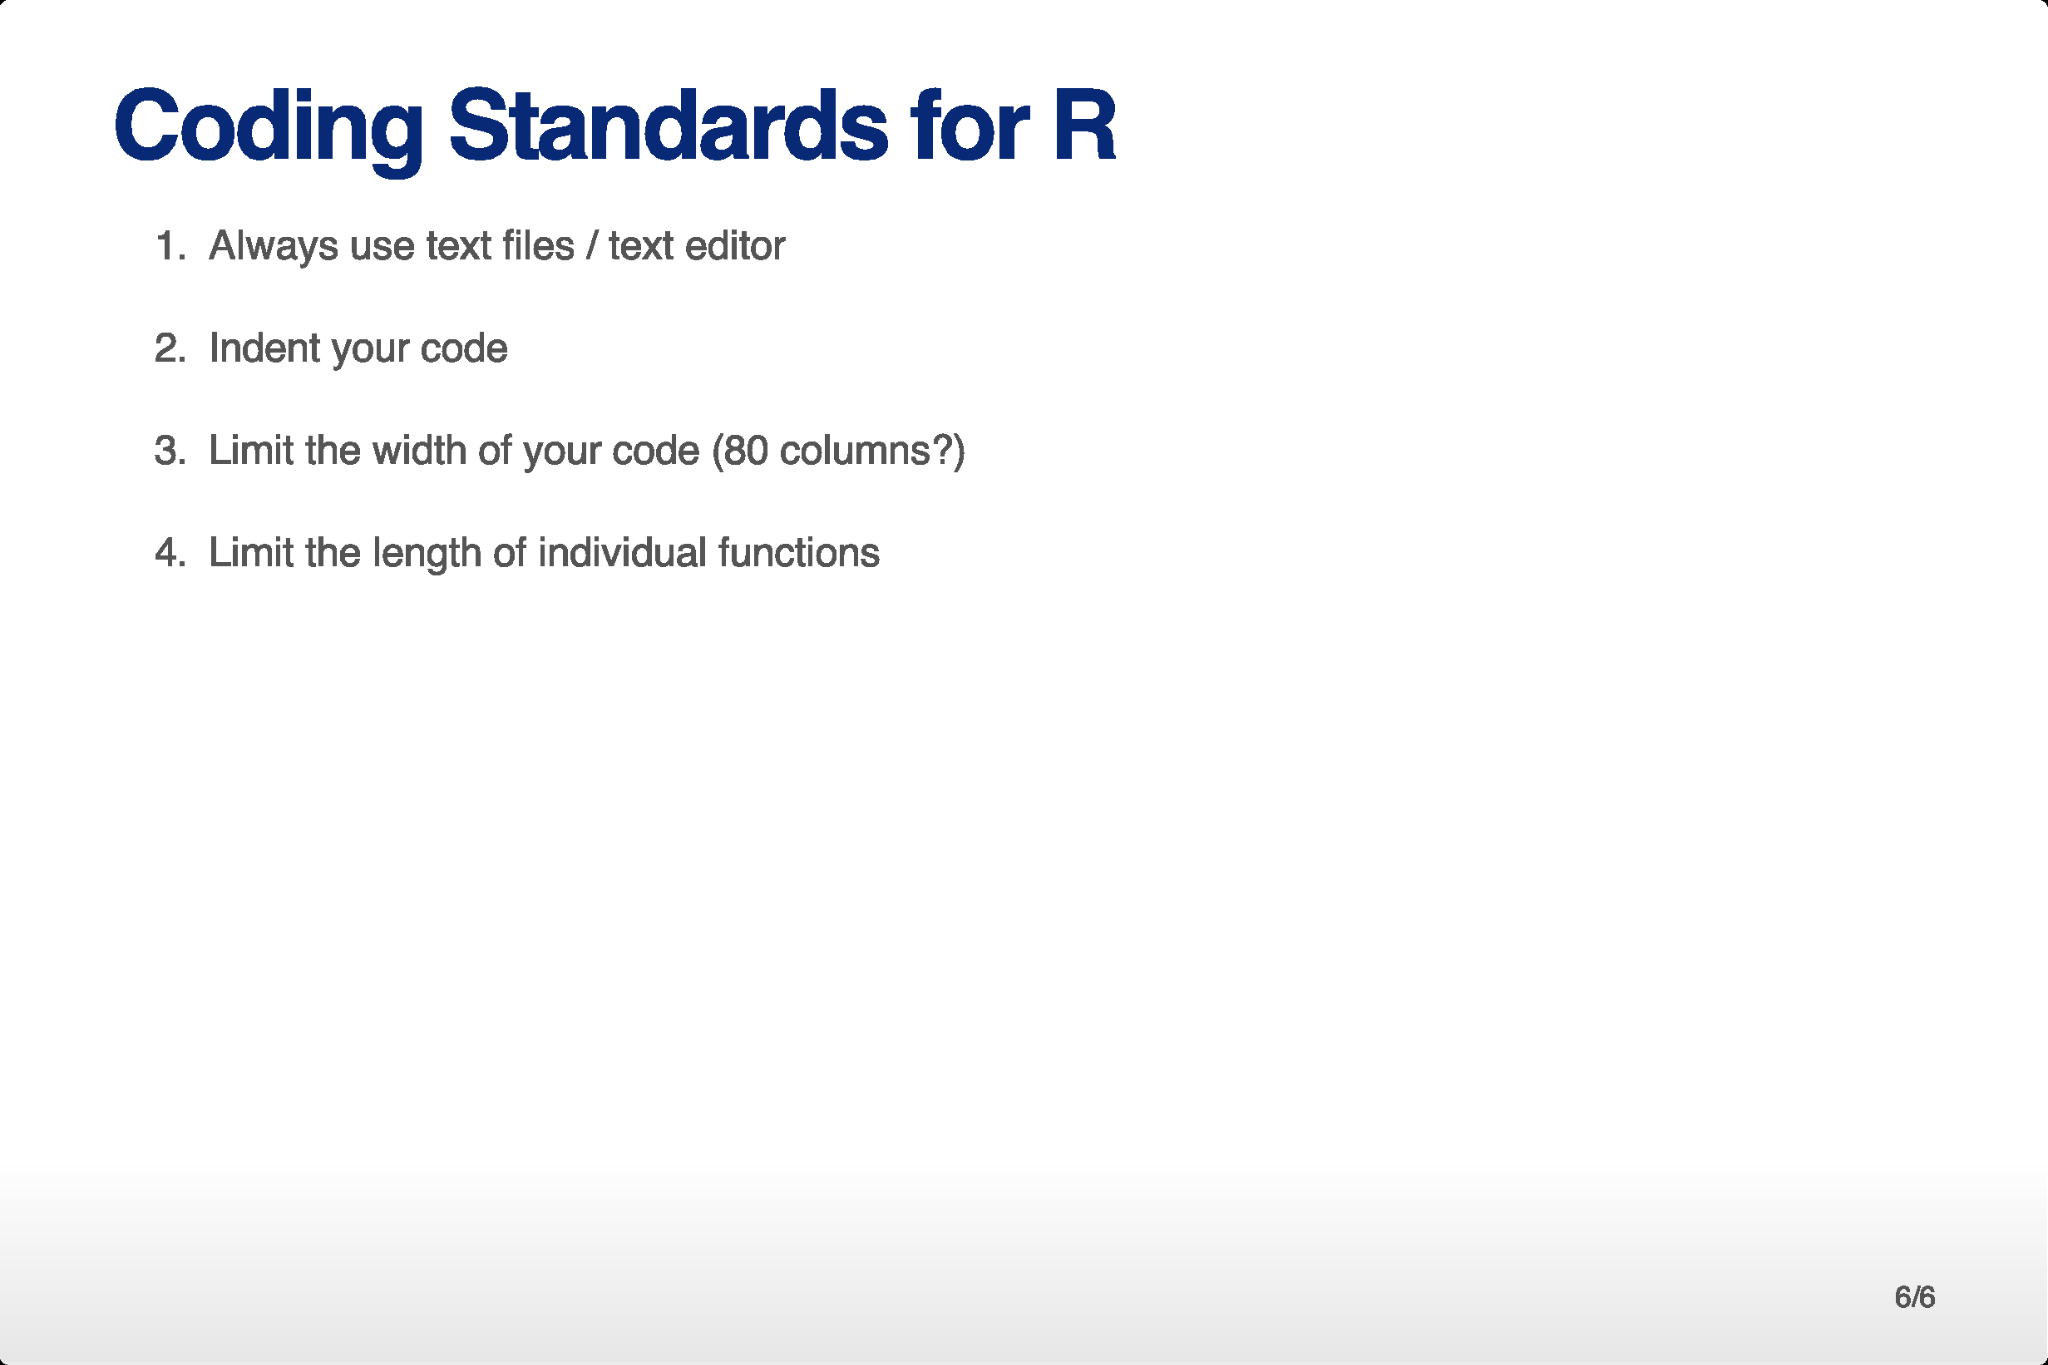 Coding Standards for R
1. Always use text files / text editor
2. Indent your code
3. Limit the width of your code (80 columns?)
4. Limit the length of individual functions
6/6